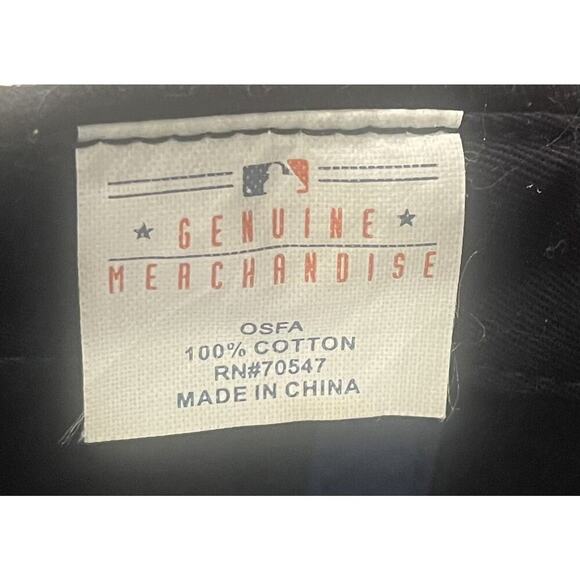 GENUINE
MERCHANDISE
OSFA
100% COTTON
RN#70547
MADE IN CHINA